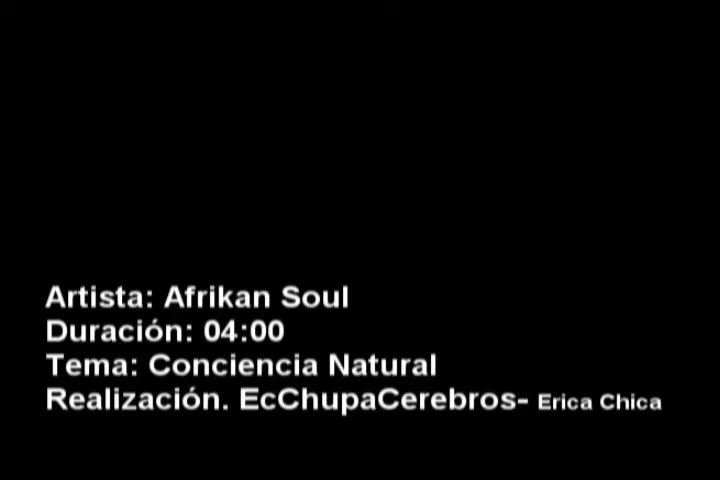 Artista: Afrikan Soul
Duración: 04:00
Tema: Conciencia Natural
Realización. EcChupaCerebros- Erica Chica